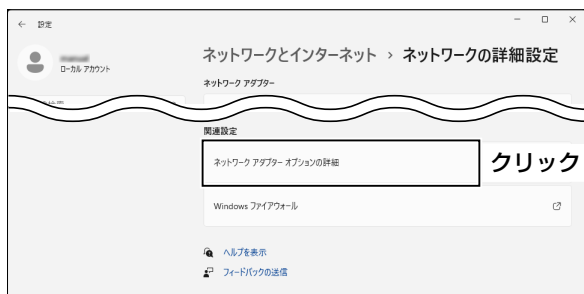 ← 設定
ネットワークとインターネット › ネットワークの詳細設定
ローカル アカウント
ネットワーク アダプター
関連設定
ネットワーク アダプター オプションの詳細
クリック
Windows ファイアウォール
ヘルプを表示
フィードバックの送信